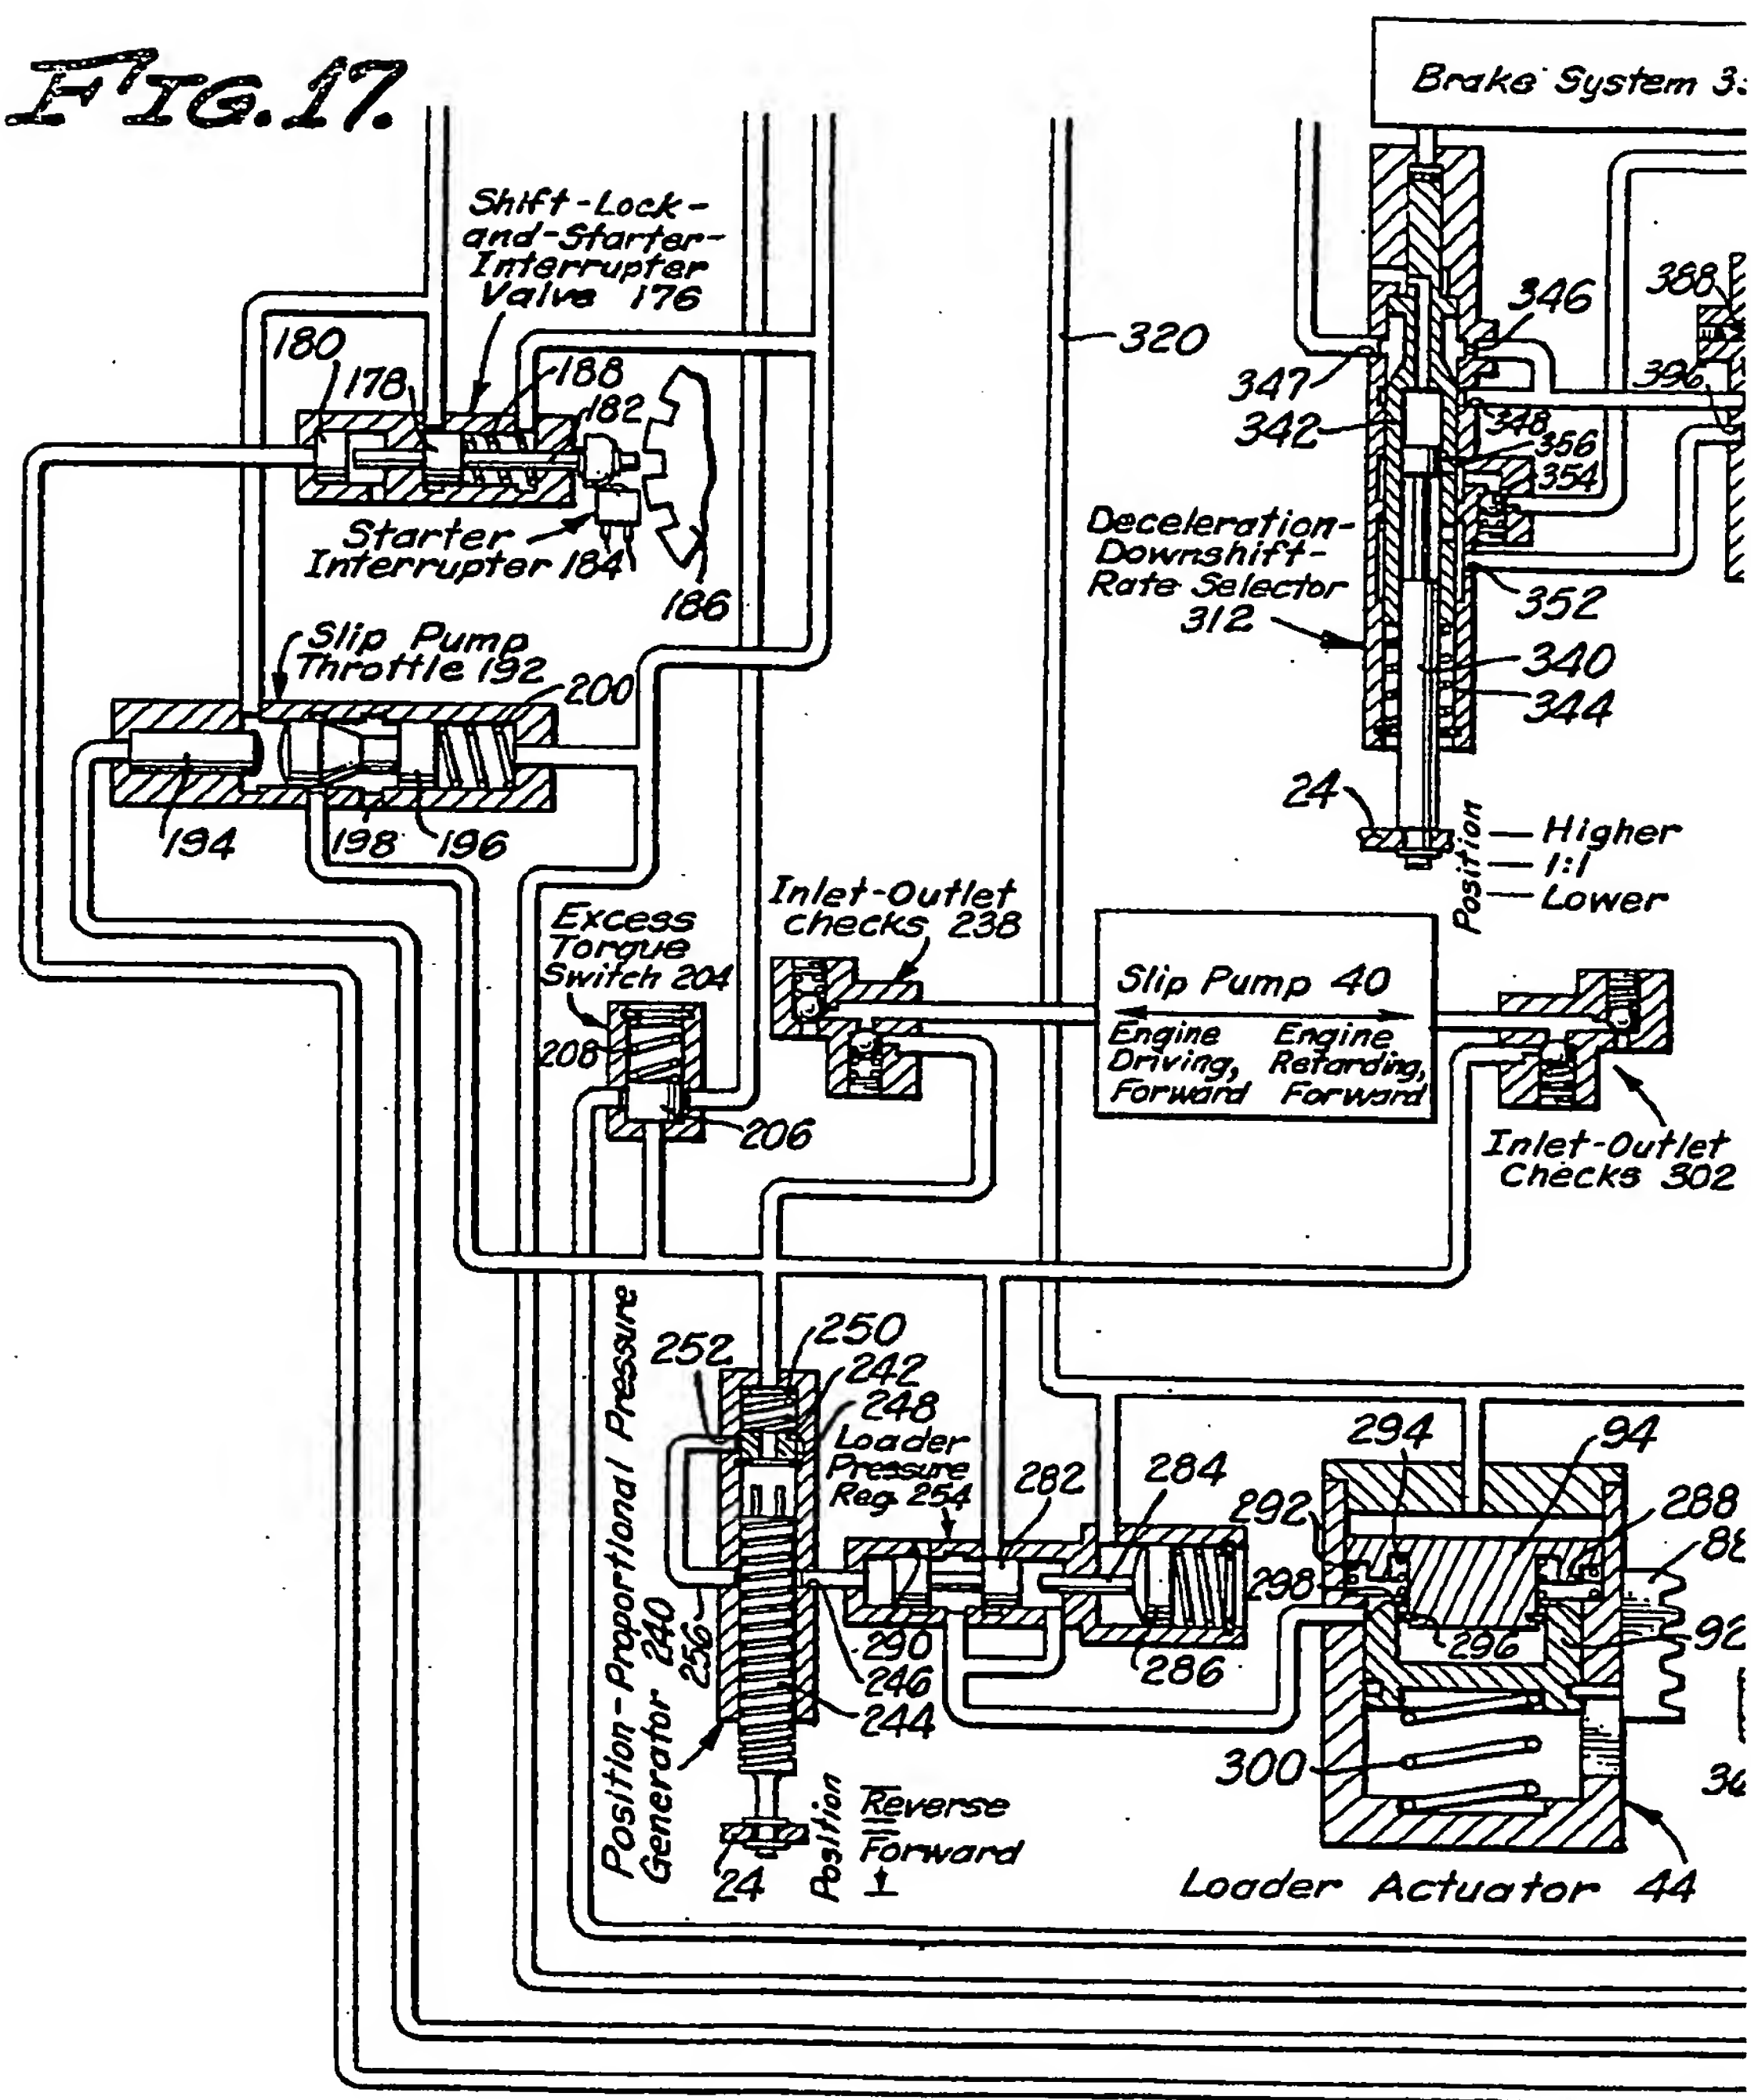 FIG. 17.
Brake System
Shift-Lock-
and-Starter-
Interrupter
Valve 176
180
178
188
182
320
346
388
347
342
348
396
356
354
Starter
Interrupter 184
186
Deceleration-
Downshift-
Rate Selector
312
352
Slip Pump
Throttle 192
200
340
344
194
198
196
24
Position
Higher
1:1
Lower
Excess
Torque
Switch 204
208
206
Inlet-Outlet
checks 238
Slip Pump 40
Engine
Driving,
Forward
Engine
Retarding,
Forward
Inlet-Outlet
Checks 302
Position-Proportional Pressure
Generator 240
252
250
242
248
Loader
Pressure
Reg. 254
282
284
294
94
292
288
298
296
92
256
290
246
244
286
300
24
Position
Reverse
Forward
Loader Actuator 44